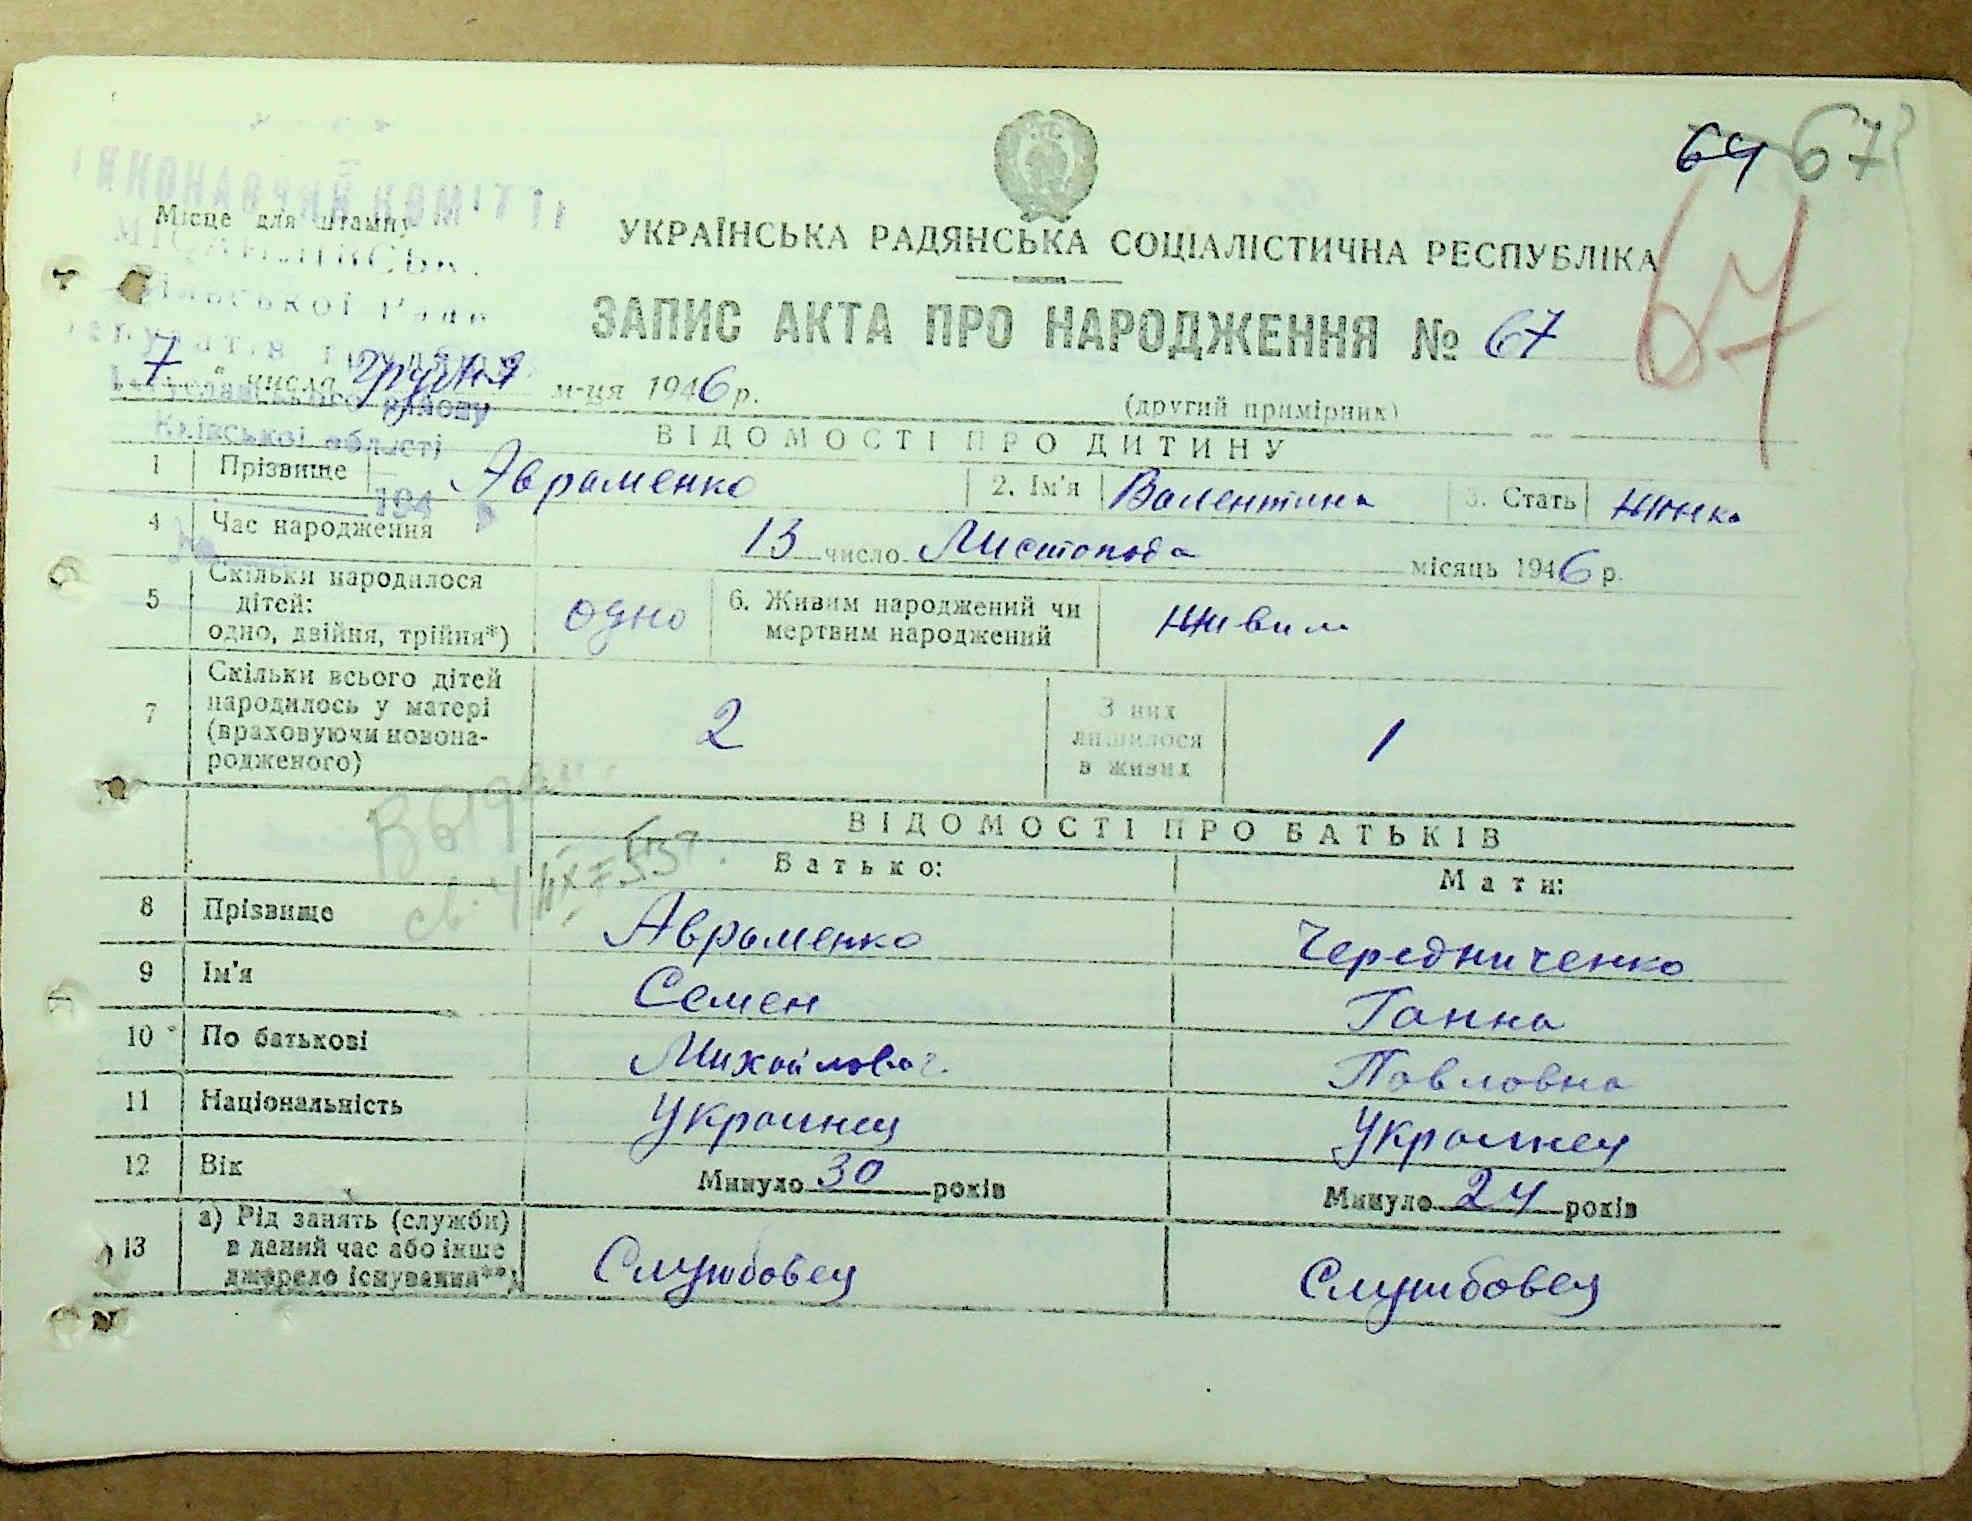 64 67
67
Місце для штампу
УКРАЇНСЬКА РАДЯНСЬКА СОЦІАЛІСТИЧНА РЕСПУБЛІКА
ЗАПИС АКТА ПРО НАРОДЖЕННЯ № 67
„ 7 " числа грудня м-ця 1946 р.
(другий примірник)
Київської області
194
ВІДОМОСТІ ПРО ДИТИНУ
1 Прізвище Авраменко 2. Ім'я Валентина 3. Стать жінка
4 Час народження 13 число Листопада місяць 1946 р.
5 Скільки народилося дітей: одно, двійня, трійня*) одно 6. Живим народжений чи мертвим народжений живим
7 Скільки всього дітей народилось у матері (враховуючи новона-родженого) 2 З них лишилося в живих 1
ВІДОМОСТІ ПРО БАТЬКІВ
Батько: Мати:
8 Прізвище Авраменко Чередниченко
9 Ім'я Семен Ганна
10 По батькові Михайлович Павловна
11 Національність Украинец Украинец
12 Вік Минуло 30 років Минуло 24 років
13 а) Рід занять (служби) в даний час або інше джерело існування**) Службовец Службовец